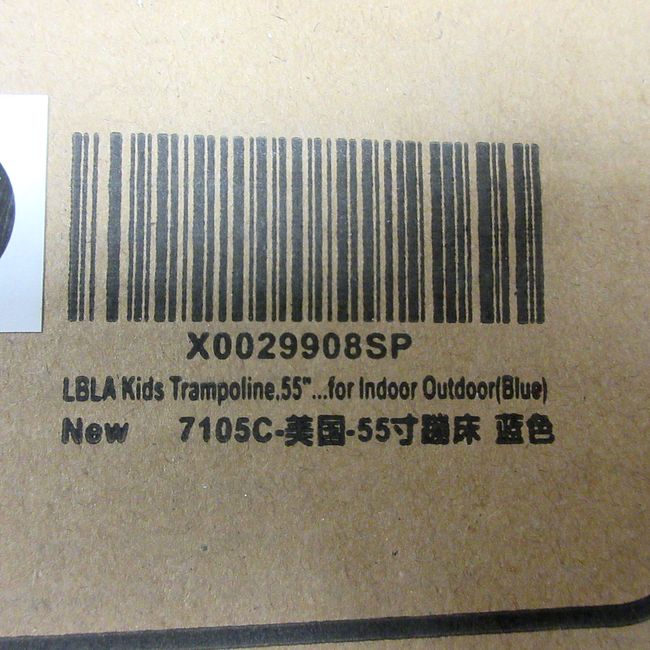 X0029908SP
LBLA Kids Trampoline,55"...for Indoor Outdoor(Blue)
New 7105C-美国-55寸蹦床 蓝色